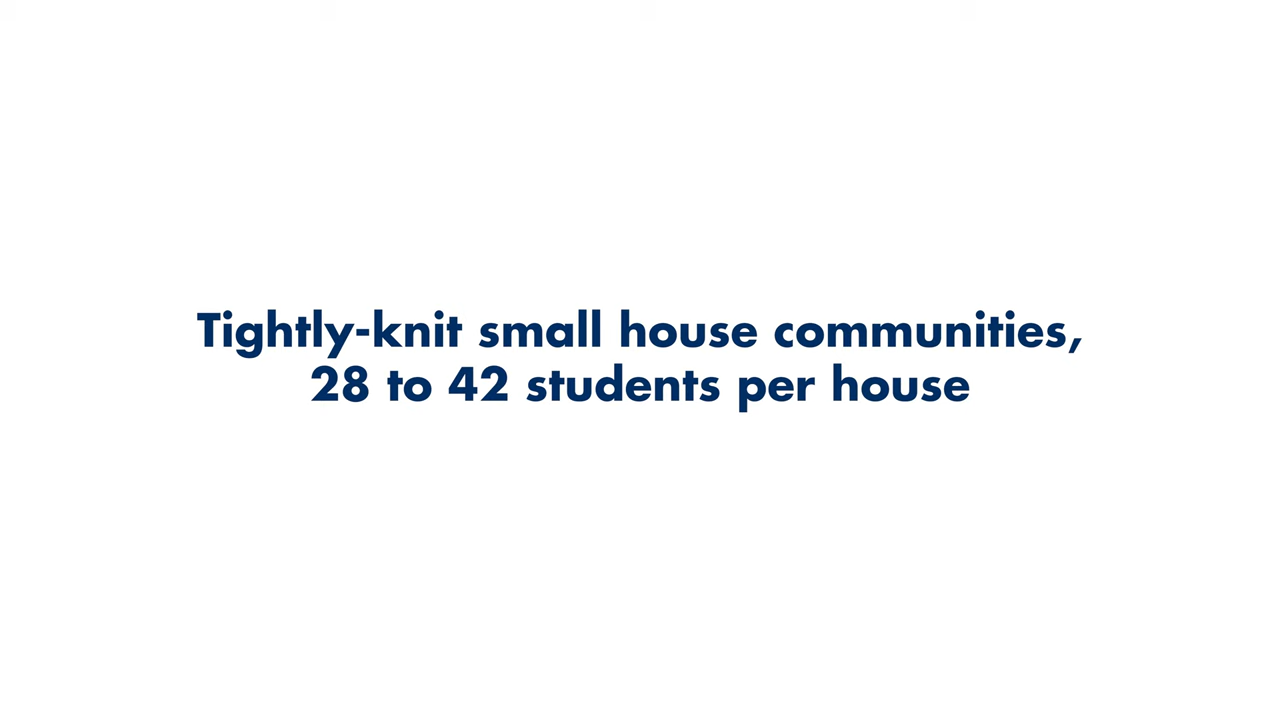 Tightly-knit small house communities,
28 to 42 students per house